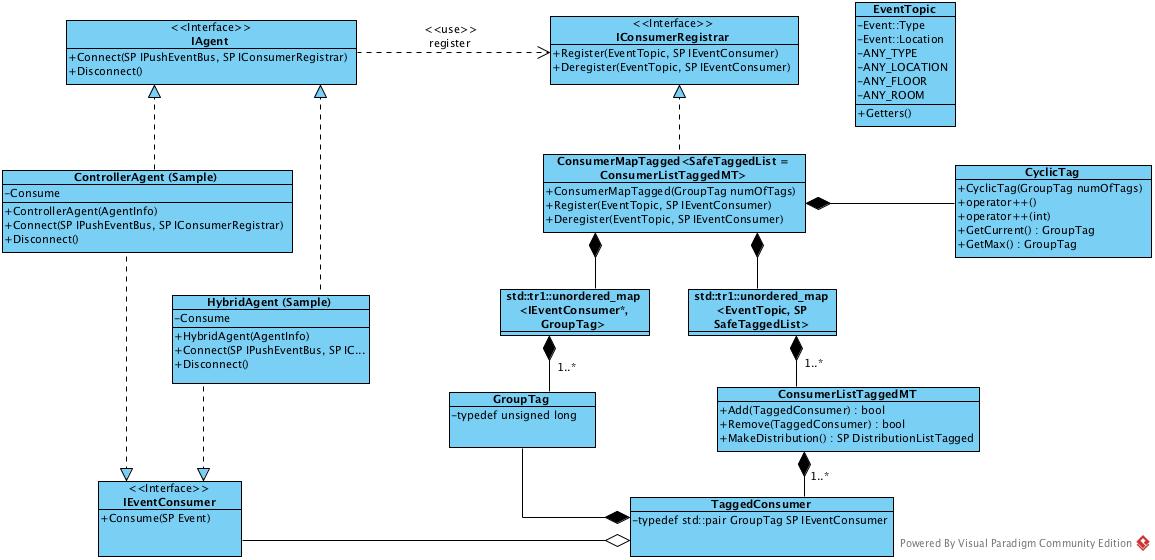 <<Interface>>
IAgent
+Connect(SP IPushEventBus, SP IConsumerRegistrar)
+Disconnect()
<<use>>
register
<<Interface>>
IConsumerRegistrar
+Register(EventTopic, SP IEventConsumer)
+Deregister(EventTopic, SP IEventConsumer)
EventTopic
-Event::Type
-Event::Location
-ANY_TYPE
-ANY_LOCATION
-ANY_FLOOR
-ANY_ROOM
+Getters()
ControllerAgent (Sample)
-Consume
+ControllerAgent(AgentInfo)
+Connect(SP IPushEventBus, SP IConsumerRegistrar)
+Disconnect()
ConsumerMapTagged<SafeTaggedList =
ConsumerListTaggedMT>
+ConsumerMapTagged(GroupTag numOfTags)
+Register(EventTopic, SP IEventConsumer)
+Deregister(EventTopic, SP IEventConsumer)
CyclicTag
+CyclicTag(GroupTag numOfTags)
+operator++()
+operator++(int)
+GetCurrent() : GroupTag
+GetMax() : GroupTag
HybridAgent (Sample)
-Consume
+HybridAgent(AgentInfo)
+Connect(SP IPushEventBus, SP IC...
+Disconnect()
std::tr1::unordered_map
<IEventConsumer*,
GroupTag>
std::tr1::unordered_map
<EventTopic, SP
SafeTaggedList>
1..*
1..*
GroupTag
-typedef unsigned long
ConsumerListTaggedMT
+Add(TaggedConsumer) : bool
+Remove(TaggedConsumer) : bool
+MakeDistribution() : SP DistributionListTagged
1..*
<<Interface>>
IEventConsumer
+Consume(SP Event)
TaggedConsumer
-typedef std::pair GroupTag SP IEventConsumer
Powered By Visual Paradigm Community Edition